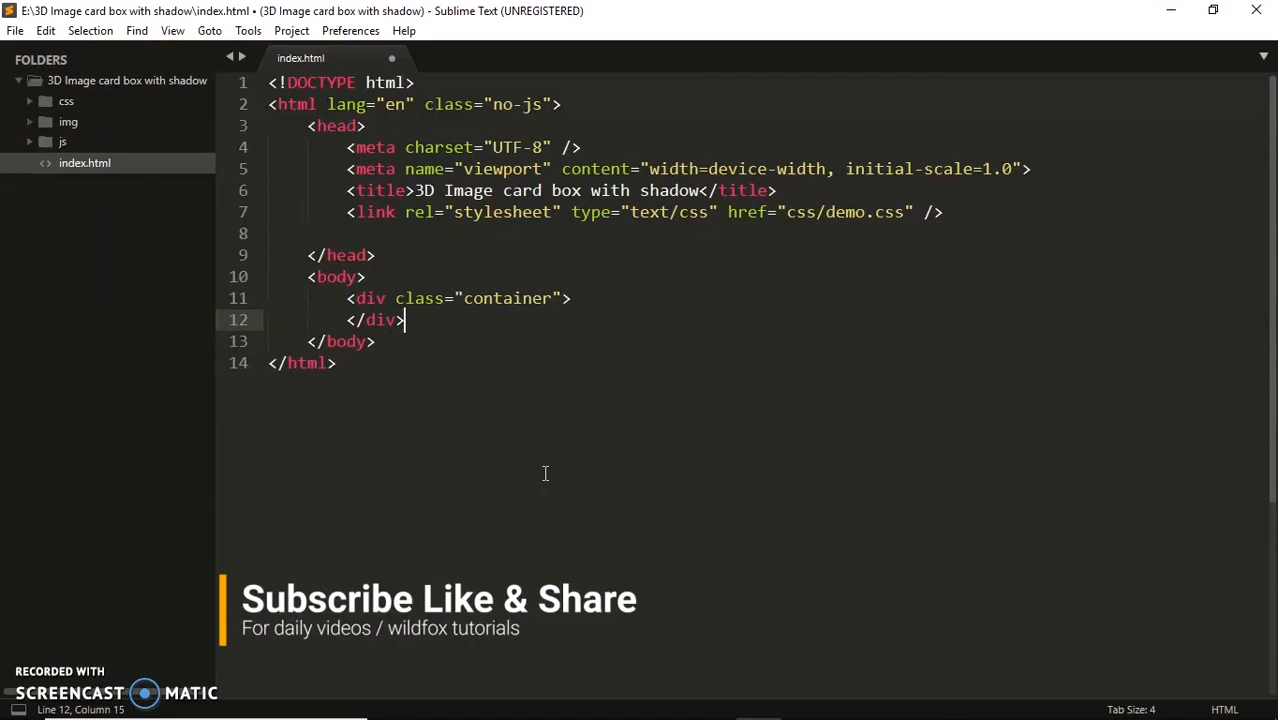 E:\3D Image card box with shadow\index.html • (3D Image card box with shadow) - Sublime Text (UNREGISTERED)
File Edit Selection Find View Goto Tools Project Preferences Help
FOLDERS
3D Image card box with shadow
css
img
js
<> index.html
index.html
1 <!DOCTYPE html>
2 <html lang="en" class="no-js">
3 <head>
4 <meta charset="UTF-8" />
5 <meta name="viewport" content="width=device-width, initial-scale=1.0">
6 <title>3D Image card box with shadow</title>
7 <link rel="stylesheet" type="text/css" href="css/demo.css" />
8
9 </head>
10 <body>
11 <div class="container">
12 </div>
13 </body>
14 </html>
Subscribe Like & Share
For daily videos / wildfox tutorials
RECORDED WITH
SCREENCAST MATIC
Line 12, Column 15 Tab Size: 4 HTML